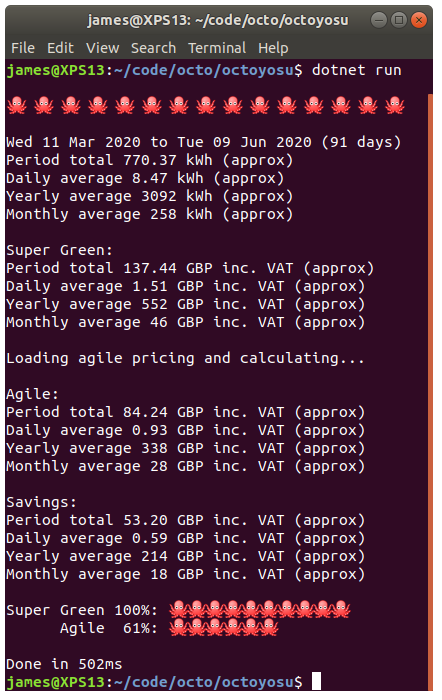 james@XPS13: ~/code/octo/octoyosu
File Edit View Search Terminal Help
james@XPS13:~/code/octo/octoyosu$ dotnet run
🐙 🐙 🐙 🐙 🐙 🐙 🐙 🐙 🐙 🐙 🐙 🐙 🐙 🐙 🐙
Wed 11 Mar 2020 to Tue 09 Jun 2020 (91 days)
Period total 770.37 kWh (approx)
Daily average 8.47 kWh (approx)
Yearly average 3092 kWh (approx)
Monthly average 258 kWh (approx)
Super Green:
Period total 137.44 GBP inc. VAT (approx)
Daily average 1.51 GBP inc. VAT (approx)
Yearly average 552 GBP inc. VAT (approx)
Monthly average 46 GBP inc. VAT (approx)
Loading agile pricing and calculating...
Agile:
Period total 84.24 GBP inc. VAT (approx)
Daily average 0.93 GBP inc. VAT (approx)
Yearly average 338 GBP inc. VAT (approx)
Monthly average 28 GBP inc. VAT (approx)
Savings:
Period total 53.20 GBP inc. VAT (approx)
Daily average 0.59 GBP inc. VAT (approx)
Yearly average 214 GBP inc. VAT (approx)
Monthly average 18 GBP inc. VAT (approx)
Super Green 100%: 🐙🐙🐙🐙🐙🐙🐙🐙🐙🐙
Agile 61%: 🐙🐙🐙🐙🐙🐙
Done in 502ms
james@XPS13:~/code/octo/octoyosu$